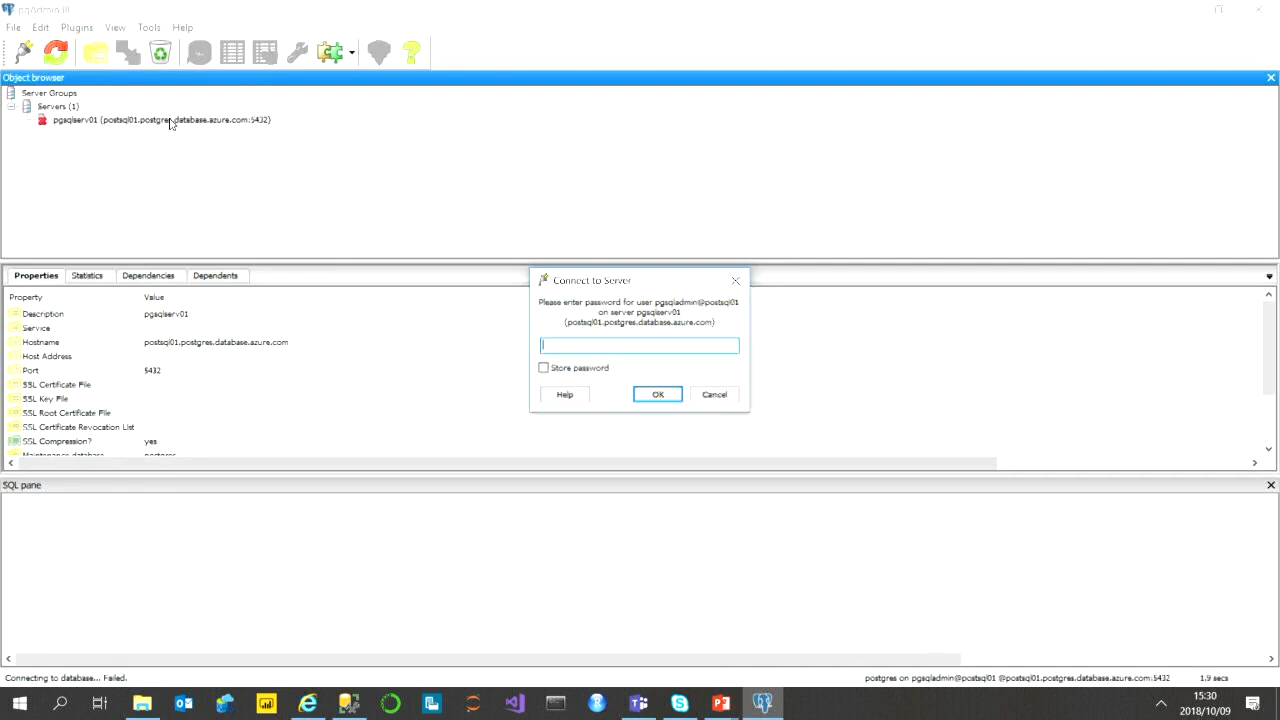 pgAdmin III
File Edit Plugins View Tools Help
Object browser
Server Groups
Servers (1)
pgsqlserv01 (postsql01.postgres.database.azure.com:5432)
Properties Statistics Dependencies Dependents
Property Value
Description pgsqlserv01
Service
Hostname postsql01.postgres.database.azure.com
Host Address
Port 5432
SSL Certificate File
SSL Key File
SSL Root Certificate File
SSL Certificate Revocation List
SSL Compression? yes
Maintenance database postgres
Connect to Server
Please enter password for user pgsqladmin@postsql01
on server pgsqlserv01
(postsql01.postgres.database.azure.com)
Store password
Help OK Cancel
SQL pane
Connecting to database... Failed. postgres on pgsqladmin@postsql01 @postsql01.postgres.database.azure.com:5432 1.9 secs
15:30
2018/10/09